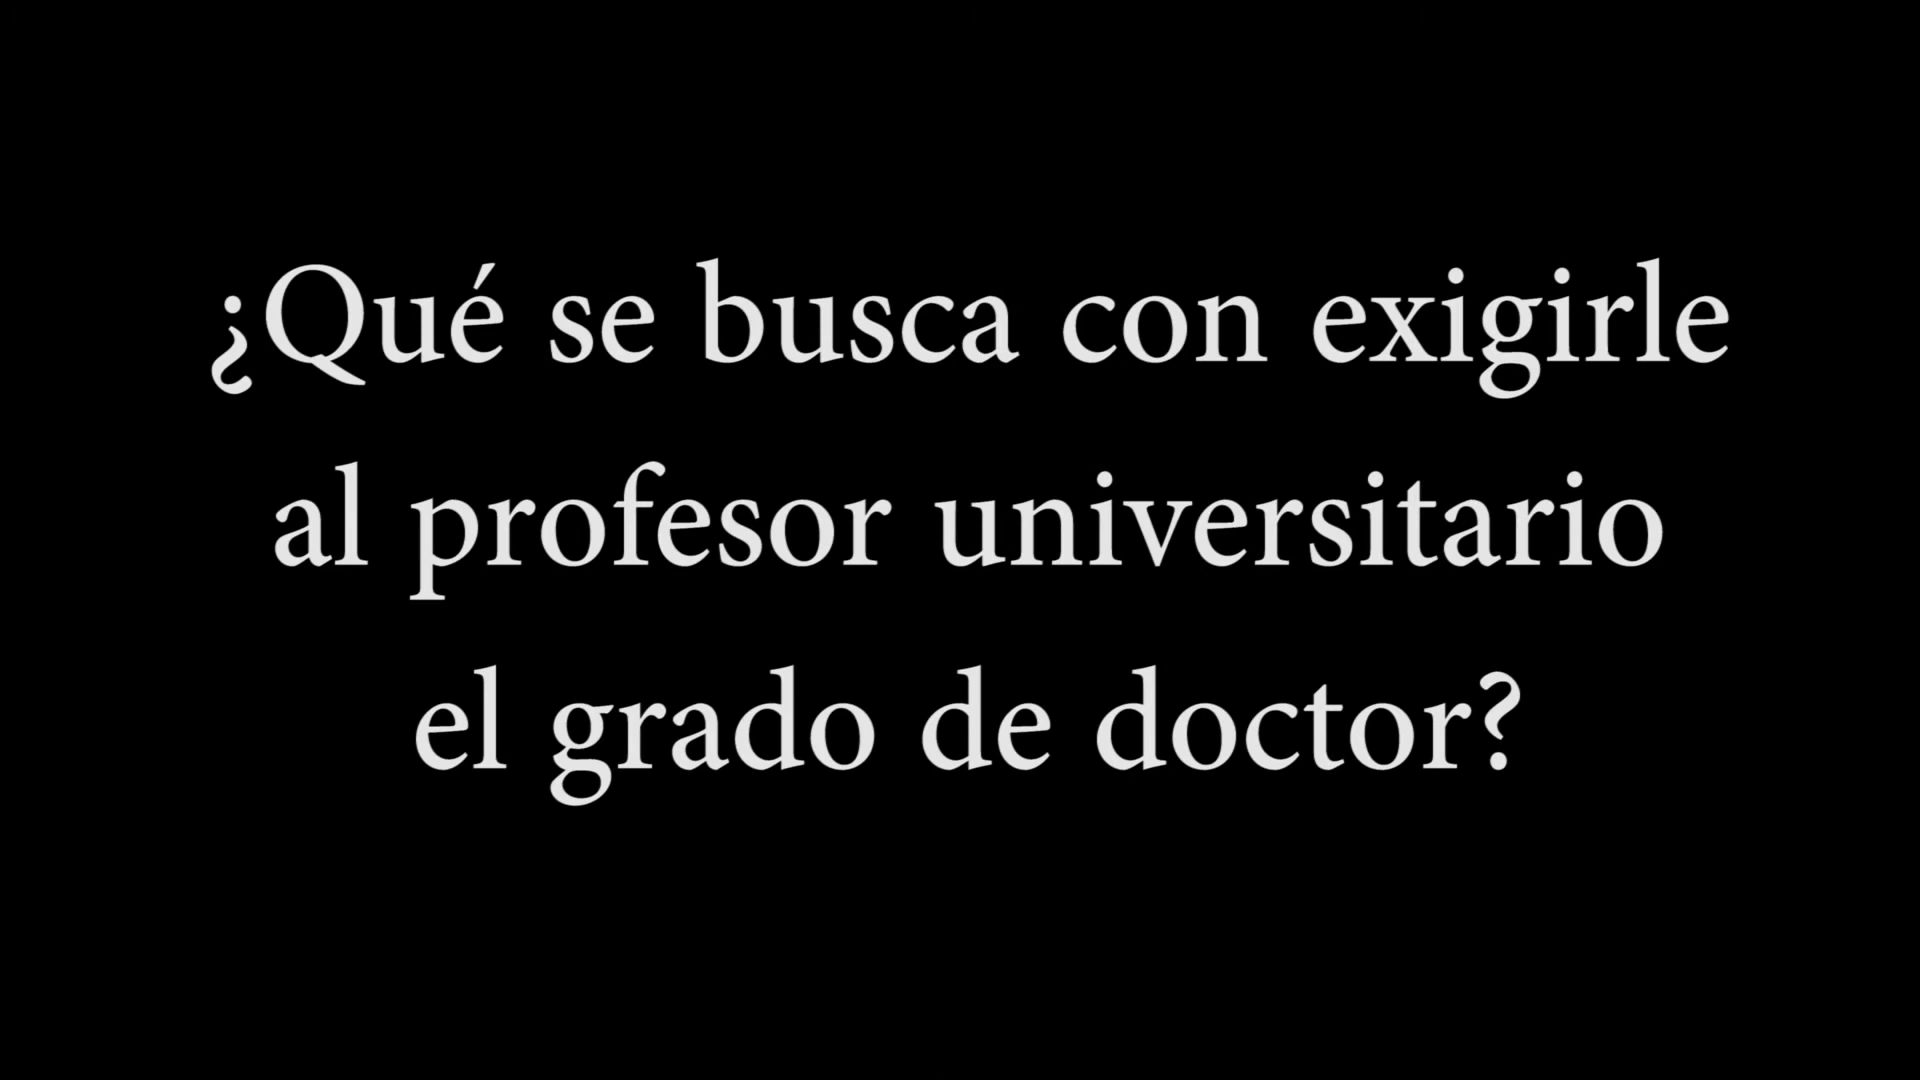 ¿Qué se busca con exigirle
al profesor universitario
el grado de doctor?